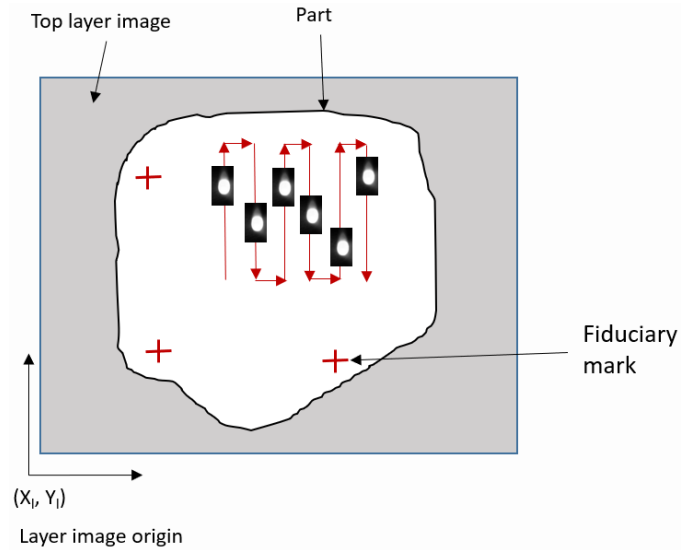 Top layer image
Part
Fiduciary
mark
(Xₗ, Yₗ)
Layer image origin